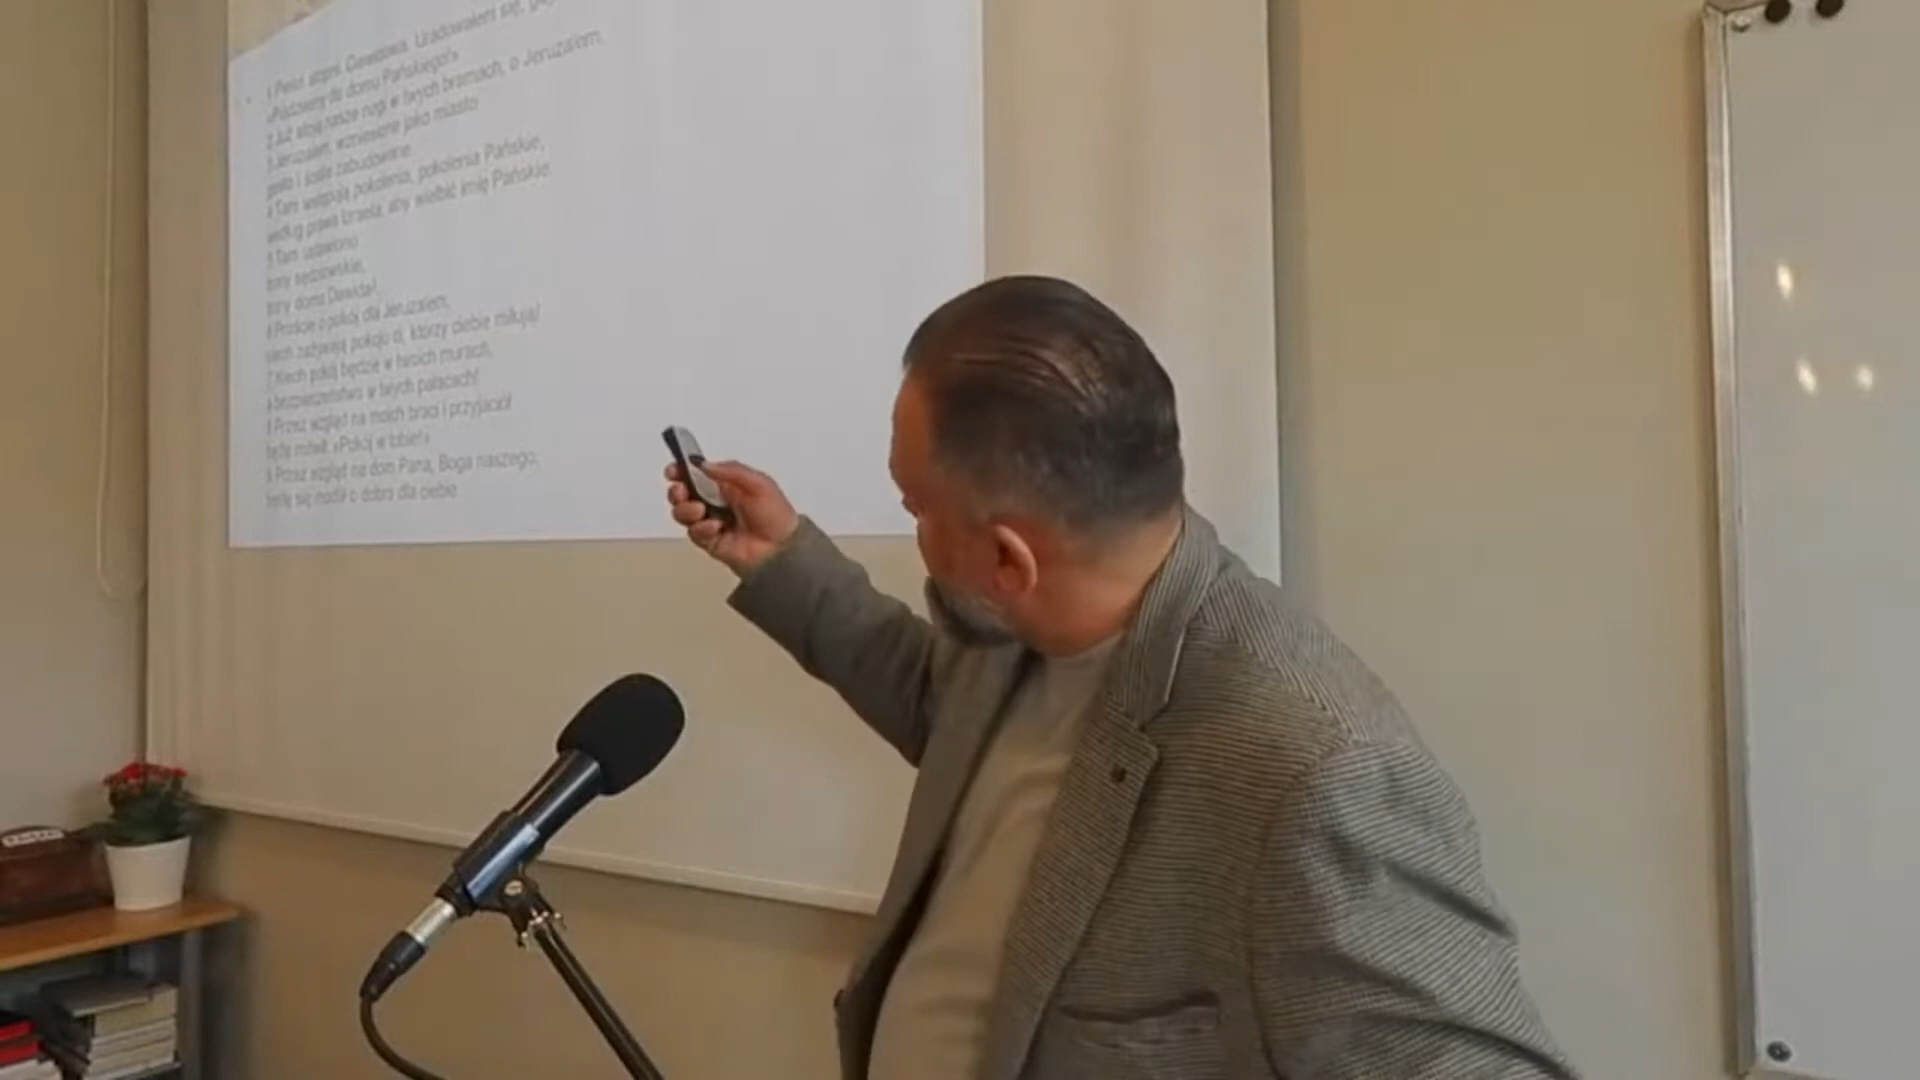 1 Pieśń stopni. Dawidowa. Uradowałem się, gdy
«Pójdziemy do domu Pańskiego!»
2 Już stoją nasze nogi w twych bramach, o Jeruzalem,
3 Jeruzalem, wzniesione jako miasto
gęsto i ściśle zabudowane.
4 Tam wstępują pokolenia, pokolenia Pańskie,
według prawa Izraela, aby wielbić imię Pańskie.
5 Tam ustawiono
trony sędziowskie,
trony domu Dawida.
6 Proście o pokój dla Jeruzalem,
niech zażywają pokoju ci, którzy ciebie miłują!
7 Niech pokój będzie w twoich murach,
a bezpieczeństwo w twych pałacach!
8 Przez wzgląd na moich braci i przyjaciół
będę mówił: «Pokój w tobie!»
9 Przez wzgląd na dom Pana, Boga naszego,
będę się modlił o dobro dla ciebie.